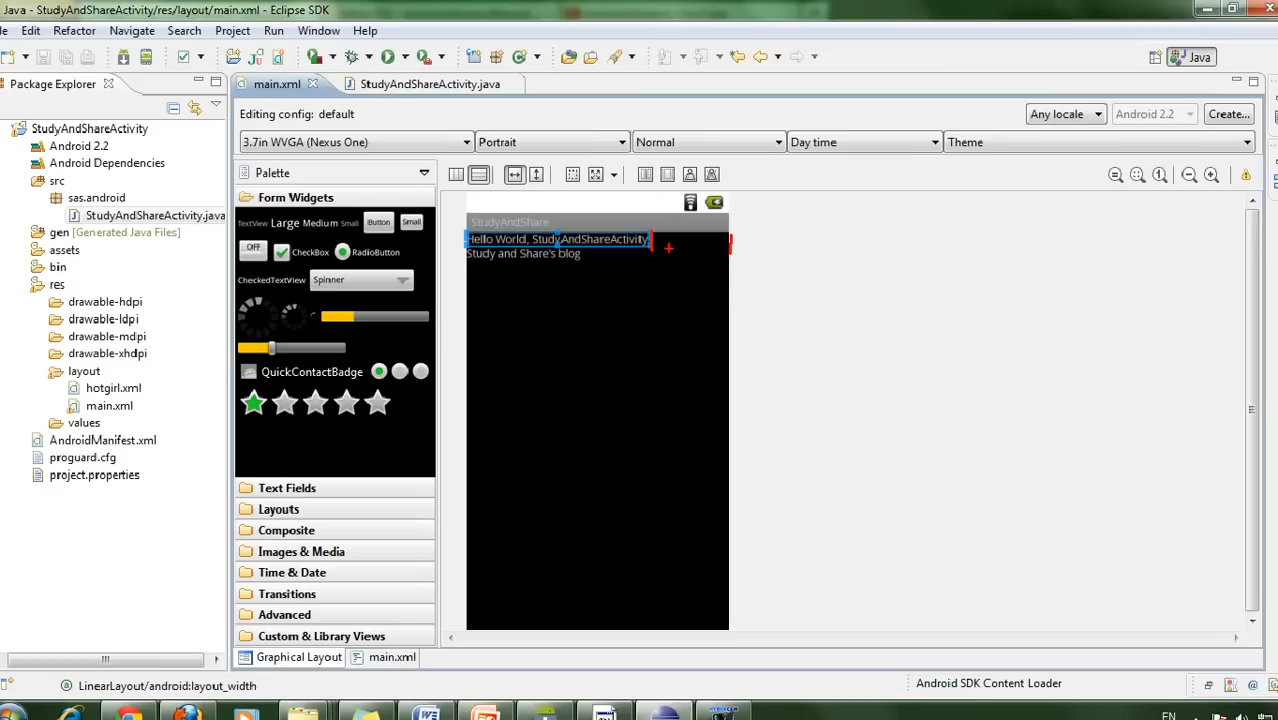 Java - StudyAndShareActivity/res/layout/main.xml - Eclipse SDK
Edit Refactor Navigate Search Project Run Window Help
Java
Package Explorer
main.xml
StudyAndShareActivity.java
Editing config: default
Any locale
Android 2.2
Create...
3.7in WVGA (Nexus One)
Portrait
Normal
Day time
Theme
StudyAndShareActivity
Android 2.2
Android Dependencies
src
sas.android
StudyAndShareActivity.java
gen [Generated Java Files]
assets
bin
res
drawable-hdpi
drawable-ldpi
drawable-mdpi
drawable-xhdpi
layout
hotgirl.xml
main.xml
values
AndroidManifest.xml
proguard.cfg
project.properties
Palette
Form Widgets
TextView Large Medium Small Button Small
OFF CheckBox RadioButton
CheckedTextView Spinner
QuickContactBadge
Text Fields
Layouts
Composite
Images & Media
Time & Date
Transitions
Advanced
Custom & Library Views
StudyAndShare
Hello World, StudyAndShareActivity
Study and Share's blog
Graphical Layout
main.xml
LinearLayout/android:layout_width
Android SDK Content Loader
EN